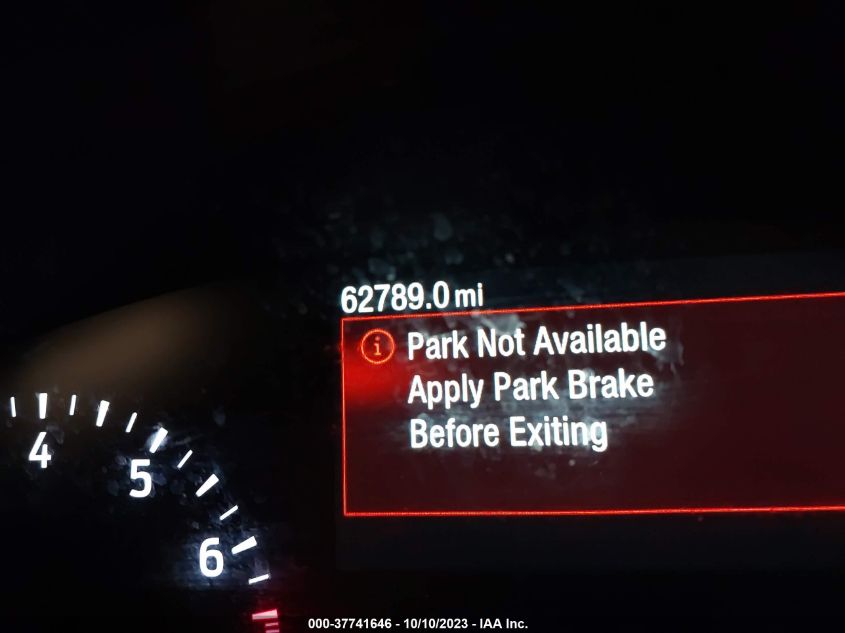 62789.0 mi
i
Park Not Available
Apply Park Brake
Before Exiting
4
5
6
000-37741646 - 10/10/2023 - IAA Inc.